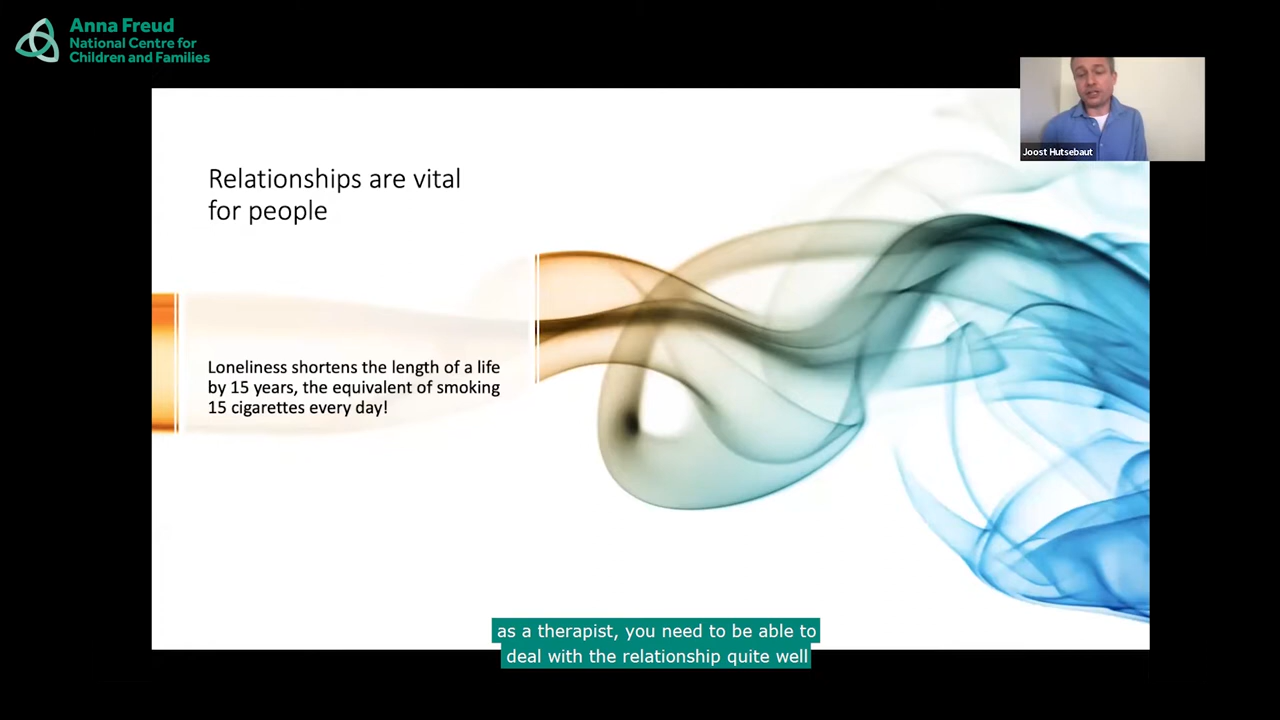 Anna Freud
National Centre for
Children and Families
Joost Hutsebaut
Relationships are vital
for people
Loneliness shortens the length of a life
by 15 years, the equivalent of smoking
15 cigarettes every day!
as a therapist, you need to be able to
deal with the relationship quite well